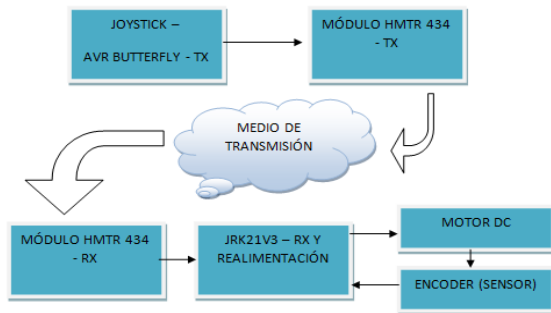 JOYSTICK –
AVR BUTTERFLY - TX
MÓDULO HMTR 434
- TX
MEDIO DE
TRANSMISIÓN
MÓDULO HMTR 434
- RX
JRK21V3 – RX Y
REALIMENTACIÓN
MOTOR DC
ENCODER (SENSOR)